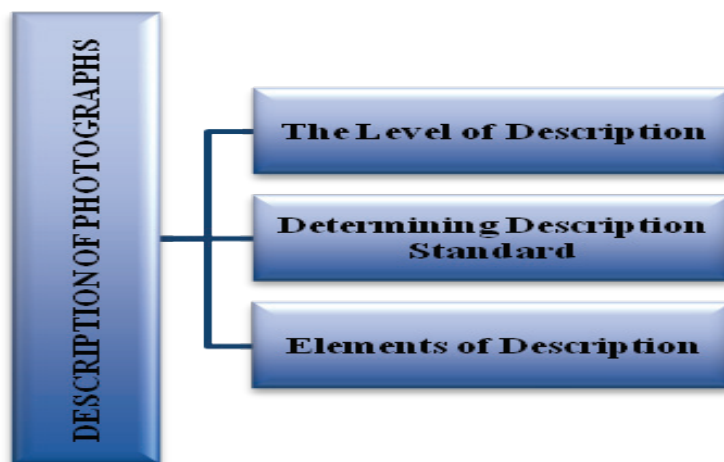 DESCRIPTION OF PHOTOGRAPHS
The Level of Description
Determining Description
Standard
Elements of Description